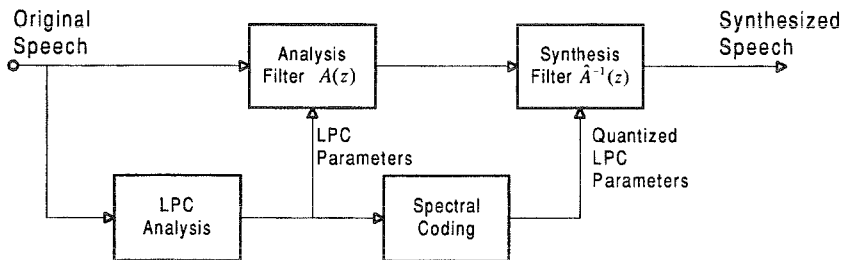 Original
Speech
Analysis
Filter A(z)
Synthesis
Filter Â⁻¹(z)
Synthesized
Speech
LPC
Parameters
Quantized
LPC
Parameters
LPC
Analysis
Spectral
Coding